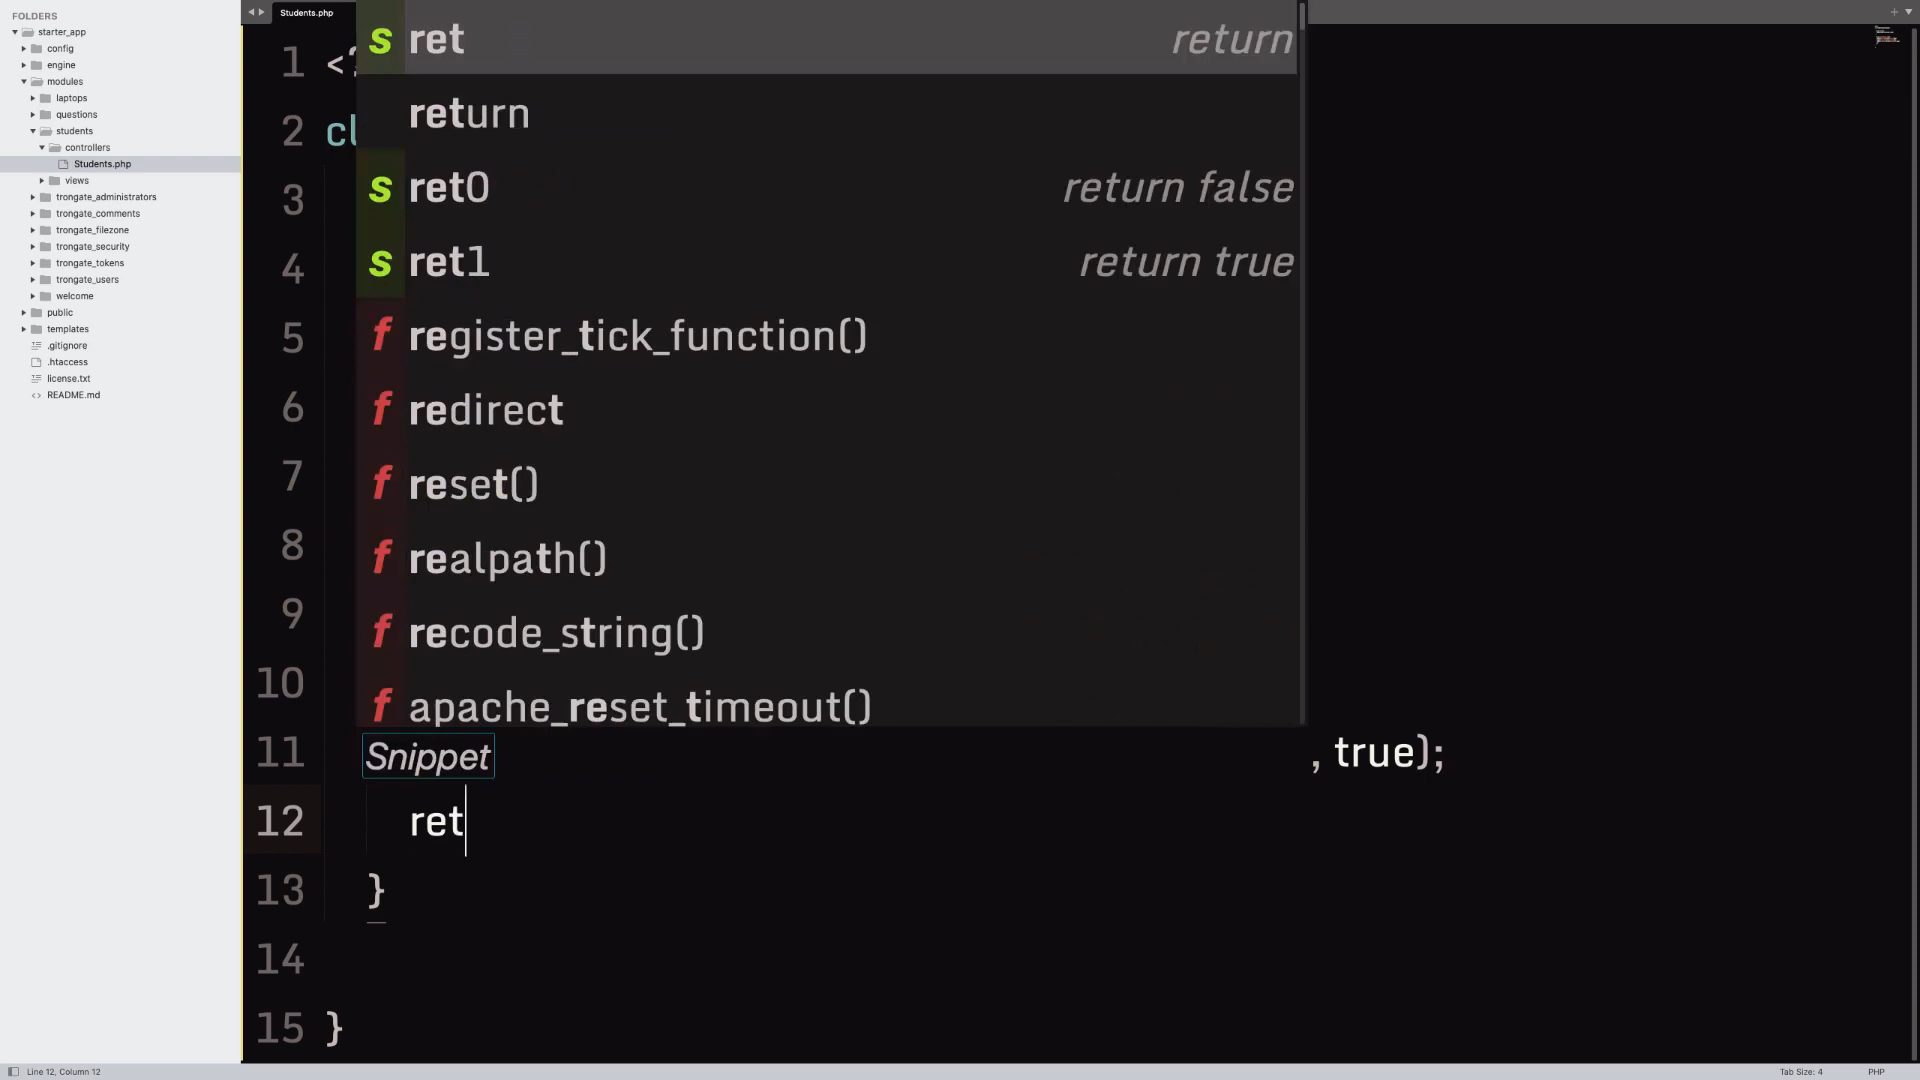 FOLDERS
starter_app
config
engine
modules
laptops
questions
students
controllers
Students.php
views
trongate_administrators
trongate_comments
trongate_filezone
trongate_security
trongate_tokens
trongate_users
welcome
public
templates
.gitignore
.htaccess
license.txt
README.md
Students.php
1 <?
2 cl
3
4
5
6
7
8
9
10
11 , true);
12 ret
13 }
14
15 }
s ret return
return
s ret0 return false
s ret1 return true
f register_tick_function()
f redirect
f reset()
f realpath()
f recode_string()
f apache_reset_timeout()
Snippet
Line 12, Column 12
Tab Size: 4
PHP